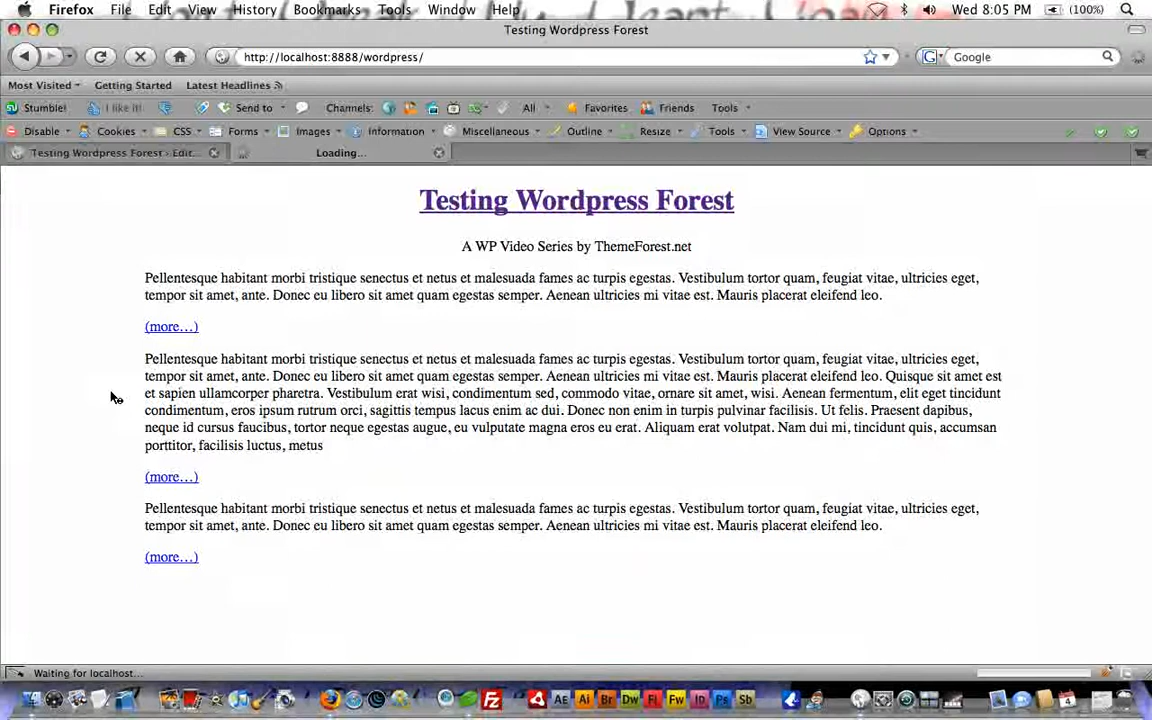 Firefox File Edit View History Bookmarks Tools Window Help Wed 8:05 PM (100%)
Testing Wordpress Forest
http://localhost:8888/wordpress/ Google
Most Visited Getting Started Latest Headlines
Stumble! I like it! Send to Channels: All Favorites Friends Tools
Disable Cookies CSS Forms Images Information Miscellaneous Outline Resize Tools View Source Options
Testing Wordpress Forest › Edit... Loading...
Testing Wordpress Forest
A WP Video Series by ThemeForest.net
Pellentesque habitant morbi tristique senectus et netus et malesuada fames ac turpis egestas. Vestibulum tortor quam, feugiat vitae, ultricies eget,
tempor sit amet, ante. Donec eu libero sit amet quam egestas semper. Aenean ultricies mi vitae est. Mauris placerat eleifend leo.
(more…)
Pellentesque habitant morbi tristique senectus et netus et malesuada fames ac turpis egestas. Vestibulum tortor quam, feugiat vitae, ultricies eget,
tempor sit amet, ante. Donec eu libero sit amet quam egestas semper. Aenean ultricies mi vitae est. Mauris placerat eleifend leo. Quisque sit amet est
et sapien ullamcorper pharetra. Vestibulum erat wisi, condimentum sed, commodo vitae, ornare sit amet, wisi. Aenean fermentum, elit eget tincidunt
condimentum, eros ipsum rutrum orci, sagittis tempus lacus enim ac dui. Donec non enim in turpis pulvinar facilisis. Ut felis. Praesent dapibus,
neque id cursus faucibus, tortor neque egestas augue, eu vulputate magna eros eu erat. Aliquam erat volutpat. Nam dui mi, tincidunt quis, accumsan
porttitor, facilisis luctus, metus
(more…)
Pellentesque habitant morbi tristique senectus et netus et malesuada fames ac turpis egestas. Vestibulum tortor quam, feugiat vitae, ultricies eget,
tempor sit amet, ante. Donec eu libero sit amet quam egestas semper. Aenean ultricies mi vitae est. Mauris placerat eleifend leo.
(more…)
Waiting for localhost...
Fz AE Ai Br Dw Fl Fw Id Ps Sb 4